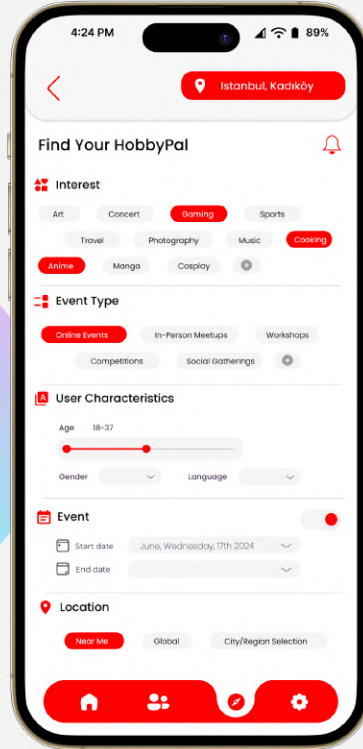 4:24 PM 89%
Istanbul, Kadıköy
Find Your HobbyPal
Interest
Art Concert Gaming Sports
Travel Photography Music Cooking
Anime Manga Cosplay
Event Type
Online Events In-Person Meetups Workshops
Competitions Social Gatherings
A User Characteristics
Age 18-37
Gender Language
Event
Start date June, Wednesday, 17th 2024
End date
Location
Near Me Global City/Region Selection